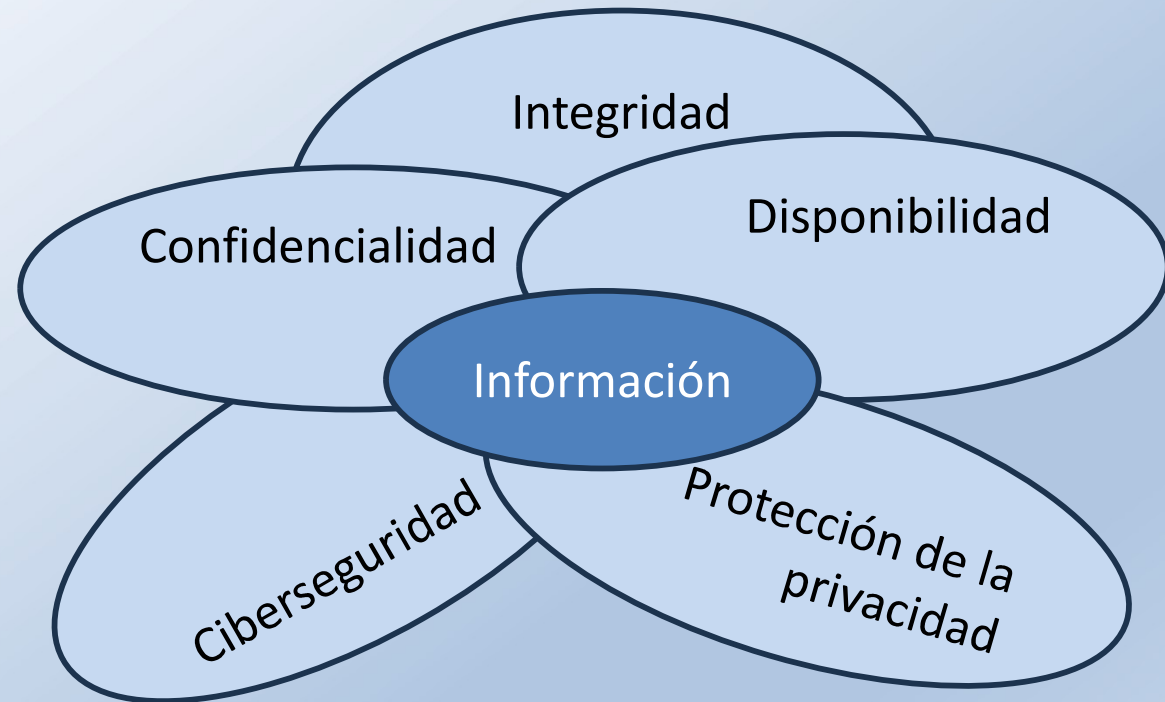 Integridad
Disponibilidad
Confidencialidad
Información
Ciberseguridad
Protección de la
privacidad